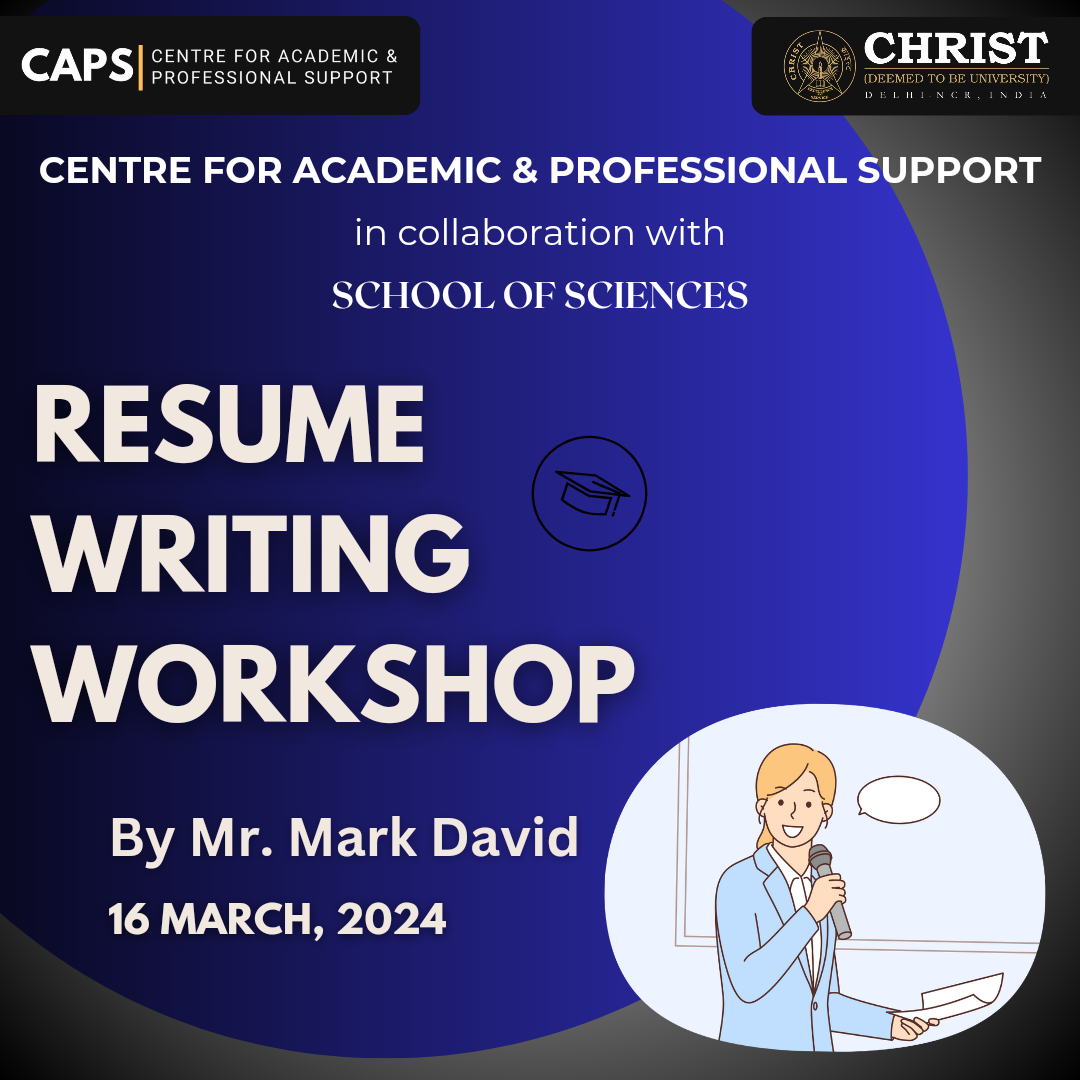 CAPS
CENTRE FOR ACADEMIC &
PROFESSIONAL SUPPORT
CHRIST
CHRIST
(DEEMED TO BE UNIVERSITY)
DELHI-NCR, INDIA
CENTRE FOR ACADEMIC & PROFESSIONAL SUPPORT
in collaboration with
SCHOOL OF SCIENCES
RESUME
WRITING
WORKSHOP
By Mr. Mark David
16 MARCH, 2024